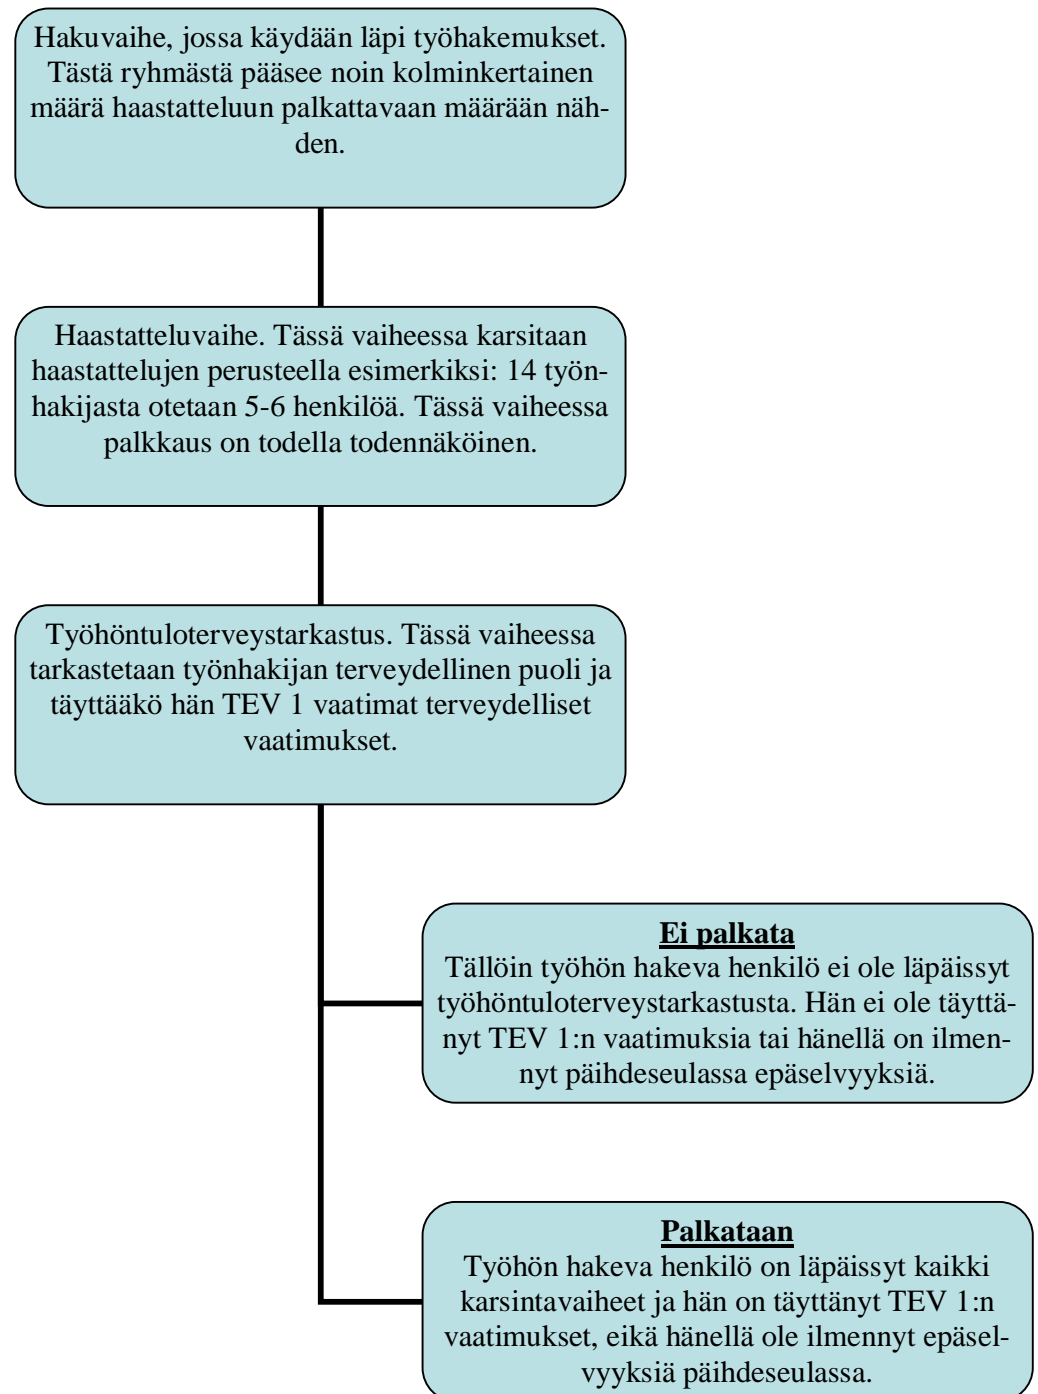 Hakuvaihe, jossa käydään läpi työhakemukset.
Tästä ryhmästä pääsee noin kolminkertainen
määrä haastatteluun palkattavaan määrään näh-
den.
Haastatteluvaihe. Tässä vaiheessa karsitaan
haastattelujen perusteella esimerkiksi: 14 työn-
hakijasta otetaan 5-6 henkilöä. Tässä vaiheessa
palkkaus on todella todennäköinen.
Työhöntuloterveystarkastus. Tässä vaiheessa
tarkastetaan työnhakijan terveydellinen puoli ja
täyttääkö hän TEV 1 vaatimat terveydelliset
vaatimukset.
Ei palkata
Tällöin työhön hakeva henkilö ei ole läpäissyt
työhöntuloterveystarkastusta. Hän ei ole täyttä-
nyt TEV 1:n vaatimuksia tai hänellä on ilmen-
nyt päihdeseulassa epäselvyyksiä.
Palkataan
Työhön hakeva henkilö on läpäissyt kaikki
karsintavaiheet ja hän on täyttänyt TEV 1:n
vaatimukset, eikä hänellä ole ilmennyt epäsel-
vyyksiä päihdeseulassa.